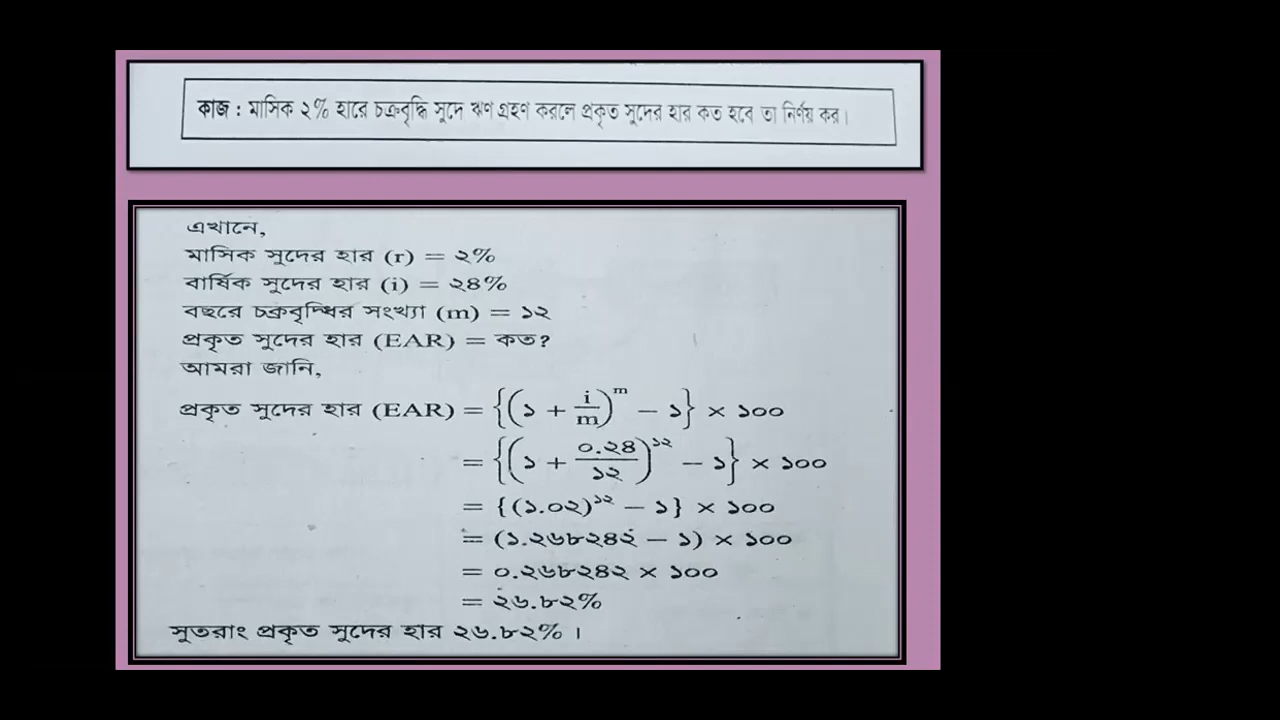 কাজ : মাসিক ২% হারে চক্রবৃদ্ধি সুদে ঋণ গ্রহণ করলে প্রকৃত সুদের হার কত হবে তা নির্ণয় কর।
এখানে,
মাসিক সুদের হার (r) = ২%
বার্ষিক সুদের হার (i) = ২৪%
বছরে চক্রবৃদ্ধির সংখ্যা (m) = ১২
প্রকৃত সুদের হার (EAR) = কত?
আমরা জানি,
প্রকৃত সুদের হার (EAR) = {(১ + i/m)^m − ১} × ১০০
= {(১ + ০.২৪/১২)^১২ − ১} × ১০০
= {(১.০২)^১২ − ১} × ১০০
= (১.২৬৮২৪২ − ১) × ১০০
= ০.২৬৮২৪২ × ১০০
= ২৬.৮২%
সুতরাং প্রকৃত সুদের হার ২৬.৮২%।